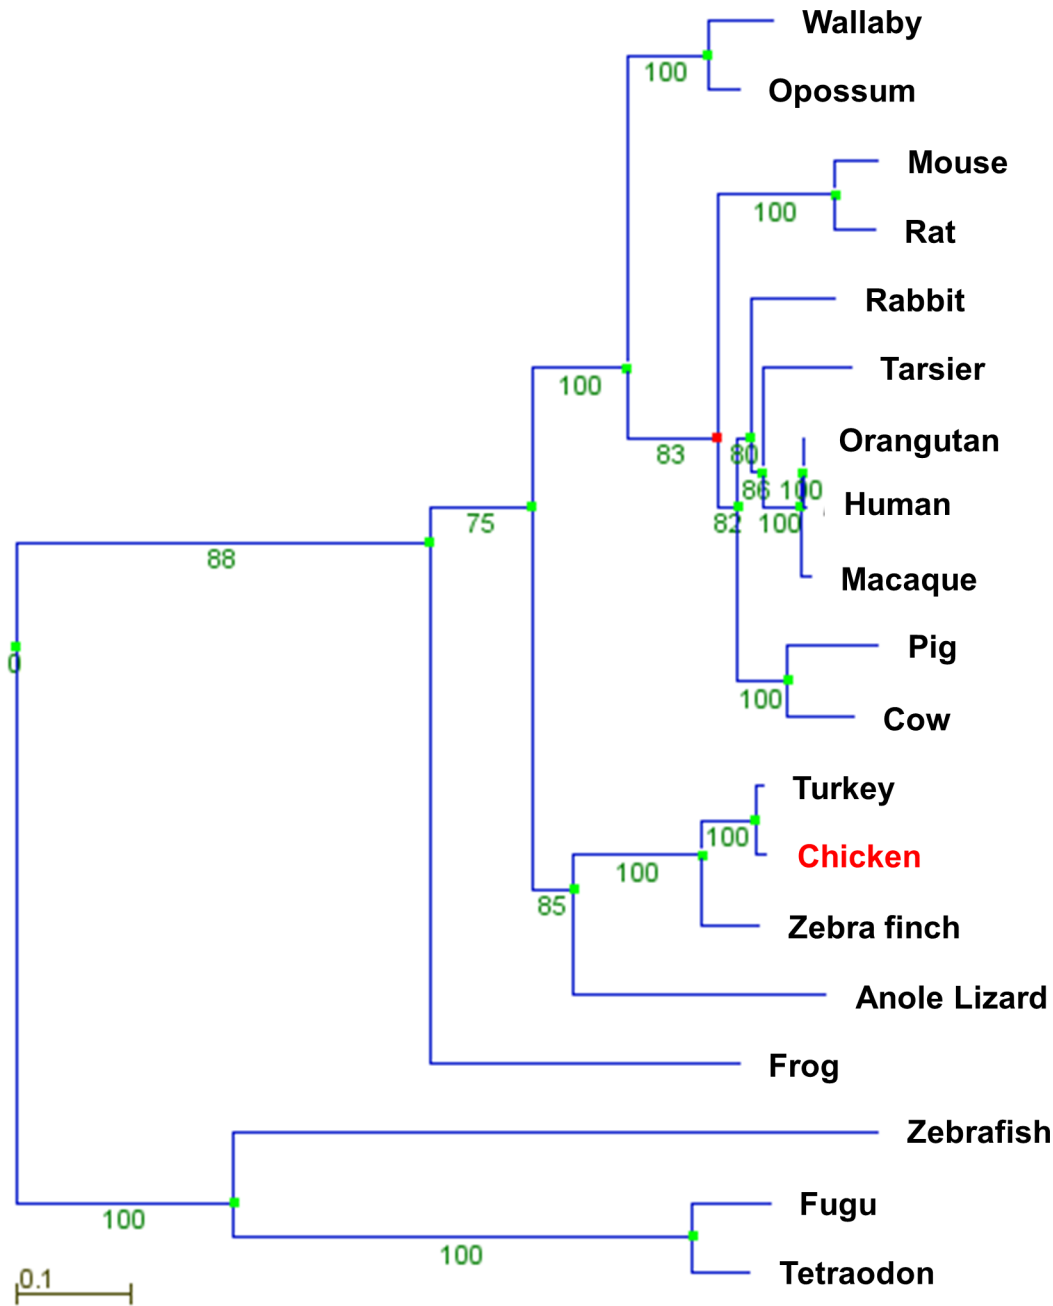 Wallaby
100
Opossum
Mouse
100
Rat
Rabbit
Tarsier
100
Orangutan
83
80
86
100
Human
75
82
100
88
Macaque
Pig
0
100
Cow
Turkey
100
Chicken
100
85
Zebra finch
Anole Lizard
Frog
Zebrafish
Fugu
100
100
Tetraodon
0.1